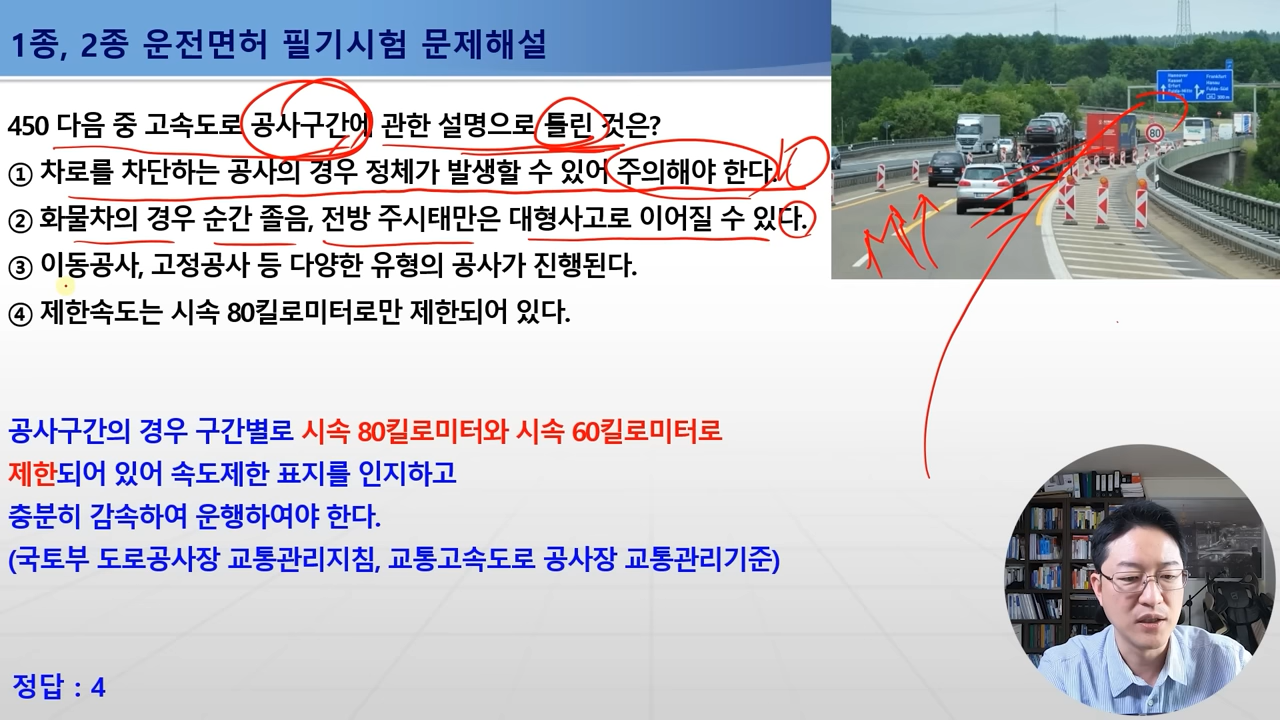 1종, 2종 운전면허 필기시험 문제해설
450 다음 중 고속도로 공사구간에 관한 설명으로 틀린 것은?
① 차로를 차단하는 공사의 경우 정체가 발생할 수 있어 주의해야 한다.
② 화물차의 경우 순간 졸음, 전방 주시태만은 대형사고로 이어질 수 있다.
③ 이동공사, 고정공사 등 다양한 유형의 공사가 진행된다.
④ 제한속도는 시속 80킬로미터로만 제한되어 있다.
80
공사구간의 경우 구간별로 시속 80킬로미터와 시속 60킬로미터로
제한되어 있어 속도제한 표지를 인지하고
충분히 감속하여 운행하여야 한다.
(국토부 도로공사장 교통관리지침, 교통고속도로 공사장 교통관리기준)
정답 : 4